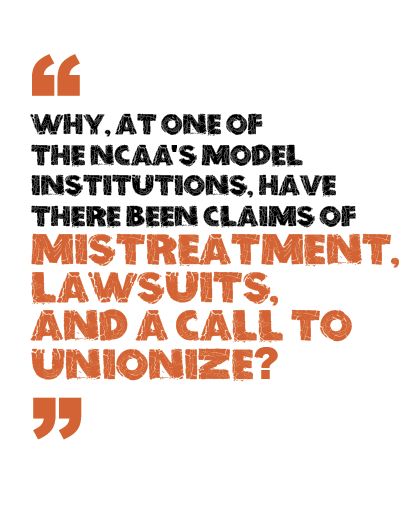 “
WHY, AT ONE OF
THE NCAA'S MODEL
INSTITUTIONS, HAVE
THERE BEEN CLAIMS OF
MISTREATMENT,
LAWSUITS,
AND A CALL TO
UNIONIZE?
”